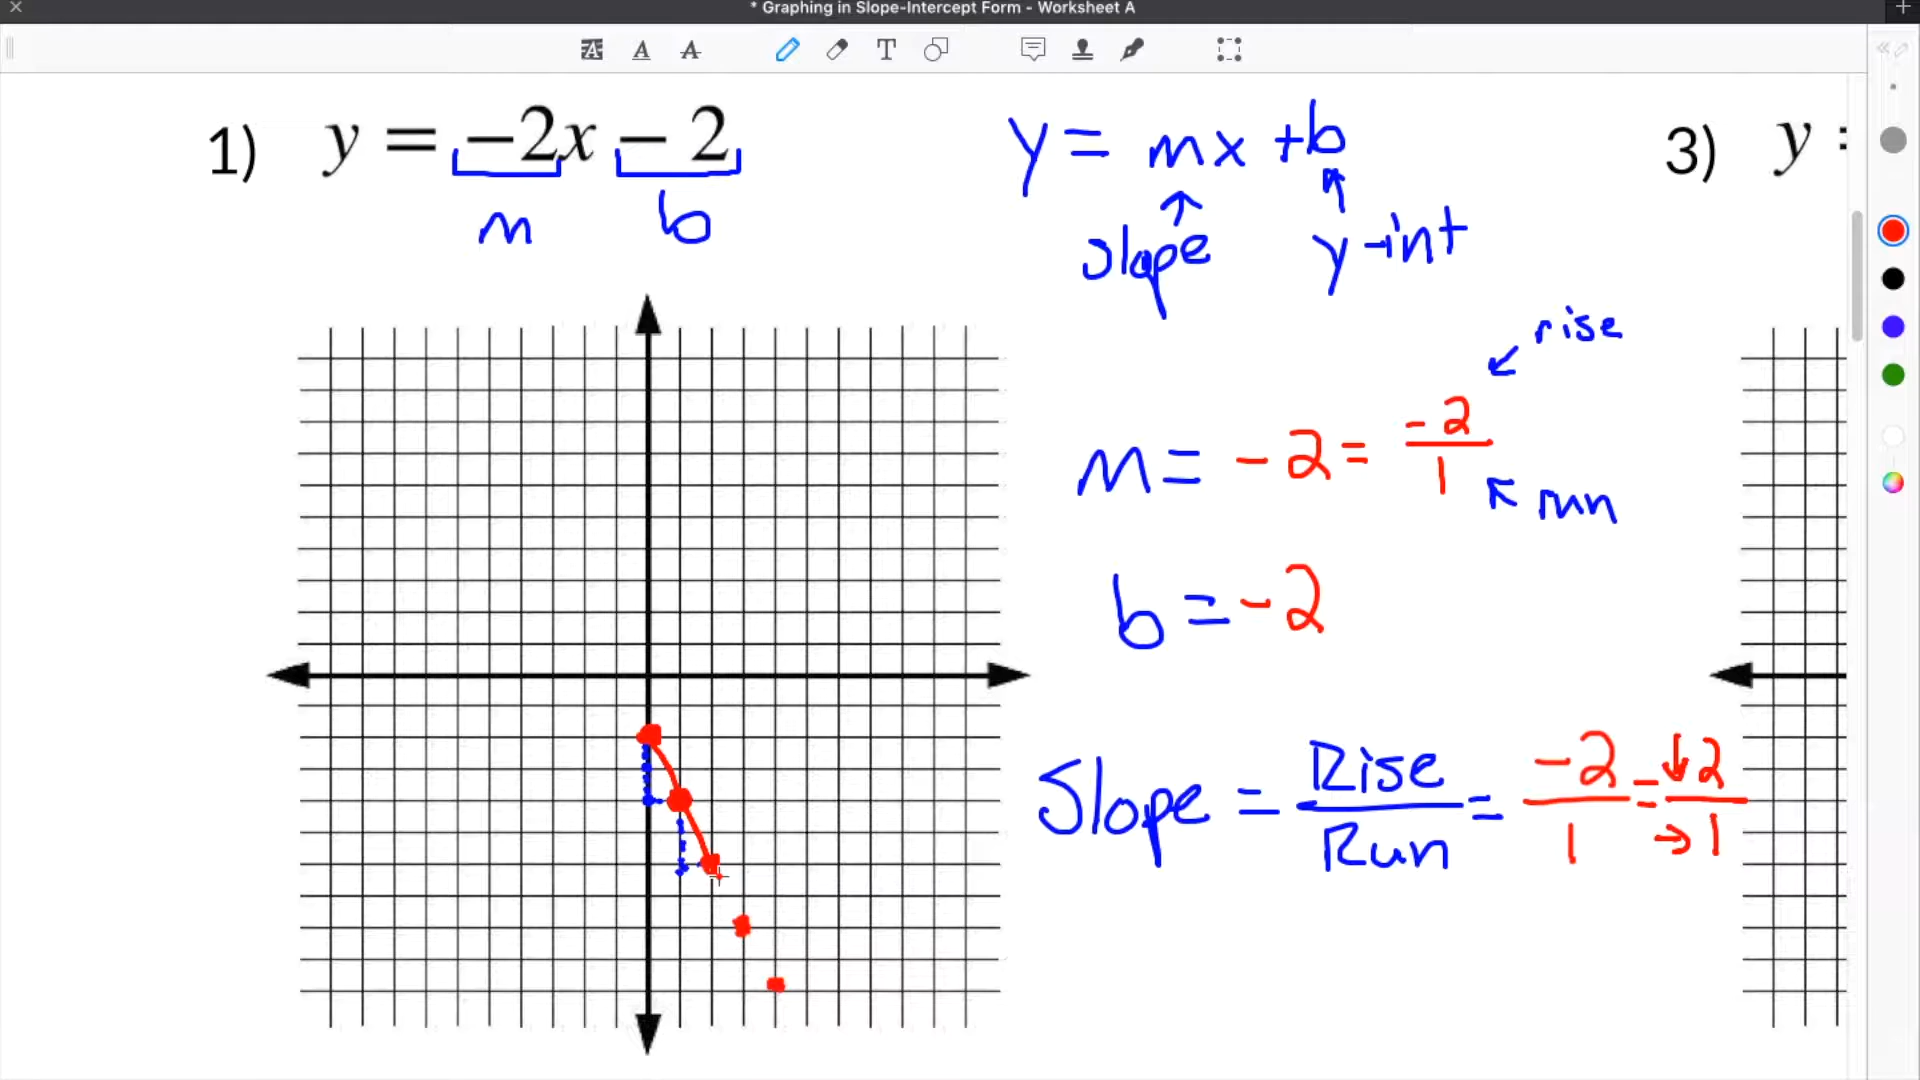 * Graphing in Slope-Intercept Form - Worksheet A
A A A T
1) y = −2x − 2
m b
y = mx + b
slope y-int
3) y =
rise
m = -2 = -2/1
run
b = -2
Slope = Rise/Run = -2/1 = ↓2/→1